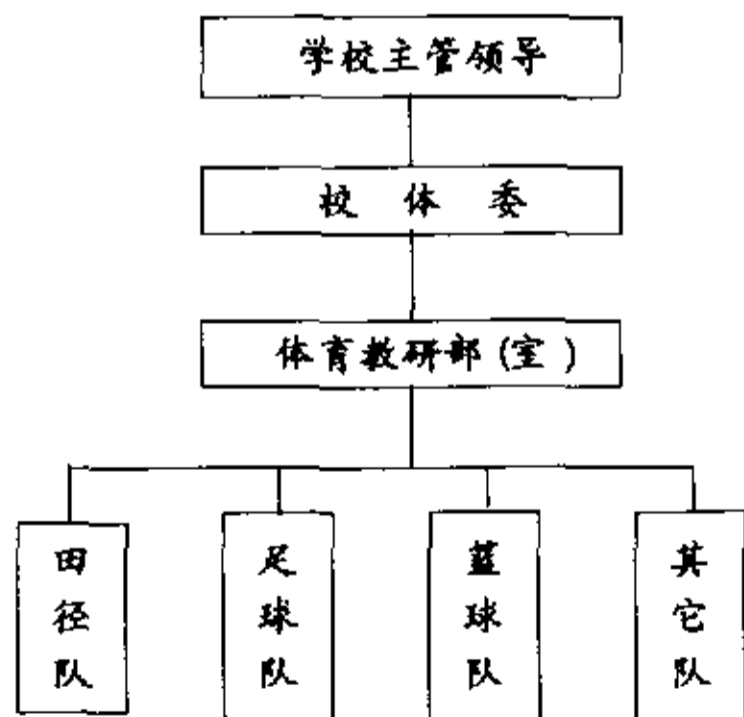 学校主管领导
校体委
体育教研部(室)
田径队
足球队
蓝球队
其它队